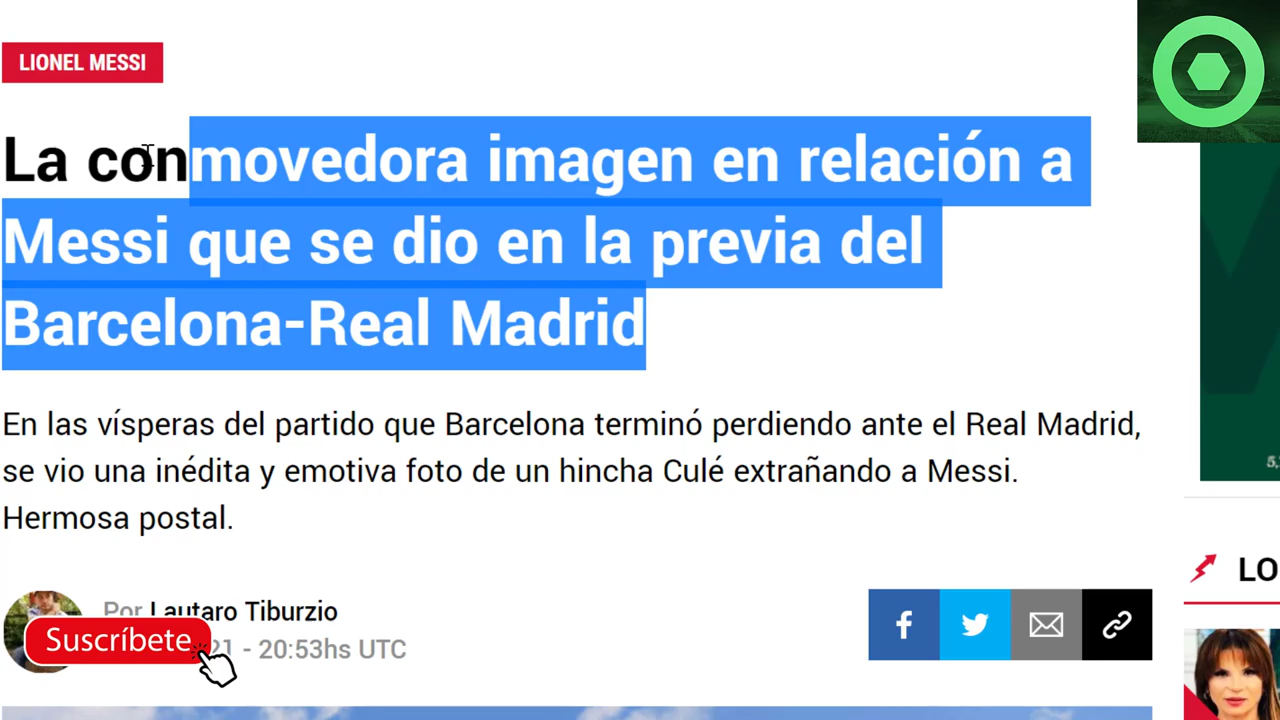 LIONEL MESSI
La conmovedora imagen en relación a
Messi que se dio en la previa del
Barcelona-Real Madrid
En las vísperas del partido que Barcelona terminó perdiendo ante el Real Madrid,
se vio una inédita y emotiva foto de un hincha Culé extrañando a Messi.
Hermosa postal.
Por Lautaro Tiburzio
Suscríbete
21 - 20:53hs UTC
5,
LO